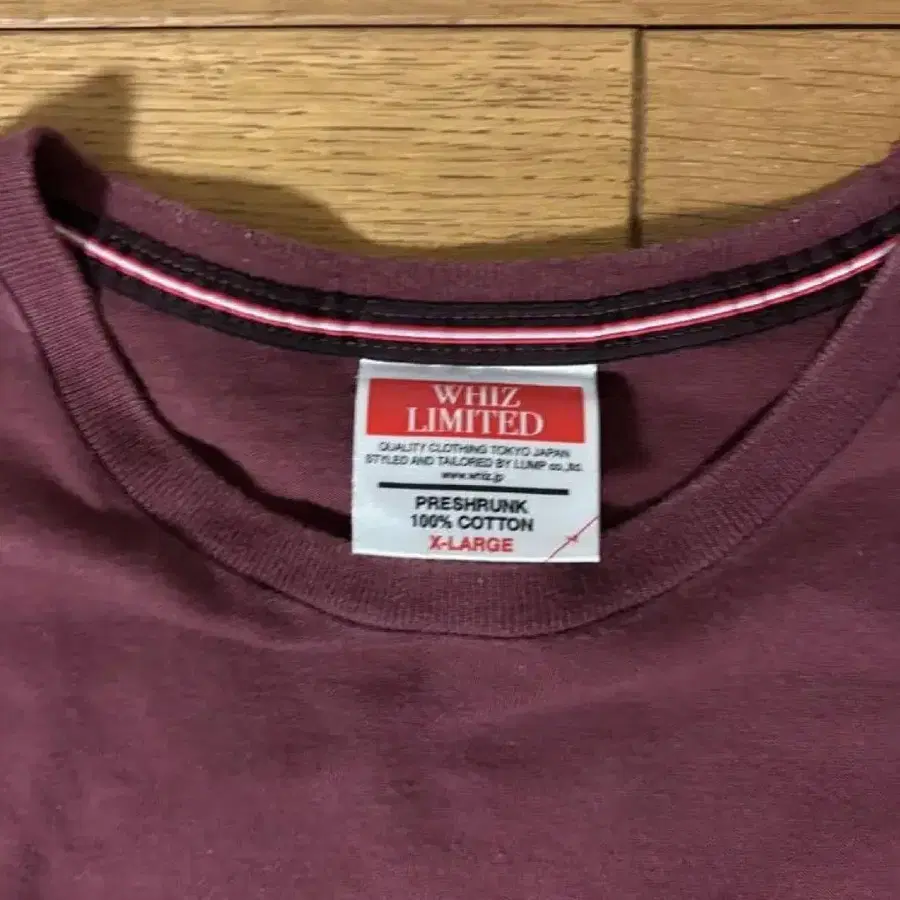 WHIZ
LIMITED
QUALITY CLOTHING TOKYO JAPAN
STYLED AND TAILORED BY LUMP co.,ltd.
www.whiz.jp
PRESHRUNK
100% COTTON
X-LARGE